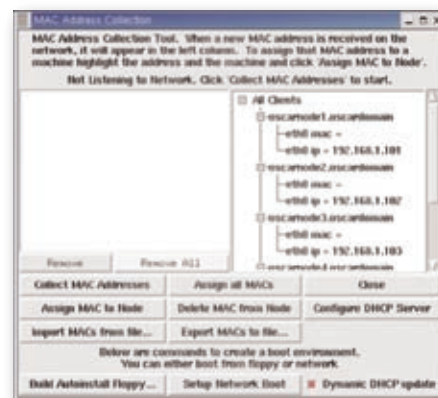 MAC Address Collection
MAC Address Collection Tool. When a new MAC address is received on the
network, it will appear in the left column. To assign that MAC address to a
machine highlight the address and the machine and click 'Assign MAC to Node'.
Not Listening to Network. Click 'Collect MAC Addresses' to start.
All Clients
oscarnode1.oscardomain
eth0 mac =
eth0 ip = 192.168.1.101
oscarnode2.oscardomain
eth0 mac =
eth0 ip = 192.168.1.102
oscarnode3.oscardomain
eth0 mac =
eth0 ip = 192.168.1.103
oscarnode4.oscardomain
Remove
Remove All
Collect MAC Addresses
Assign all MACs
Close
Assign MAC to Node
Delete MAC from Node
Configure DHCP Server
Import MACs from file...
Export MACs to file...
Below are commands to create a boot environment.
You can either boot from floppy or network
Build Autoinstall Floppy...
Setup Network Boot
Dynamic DHCP update